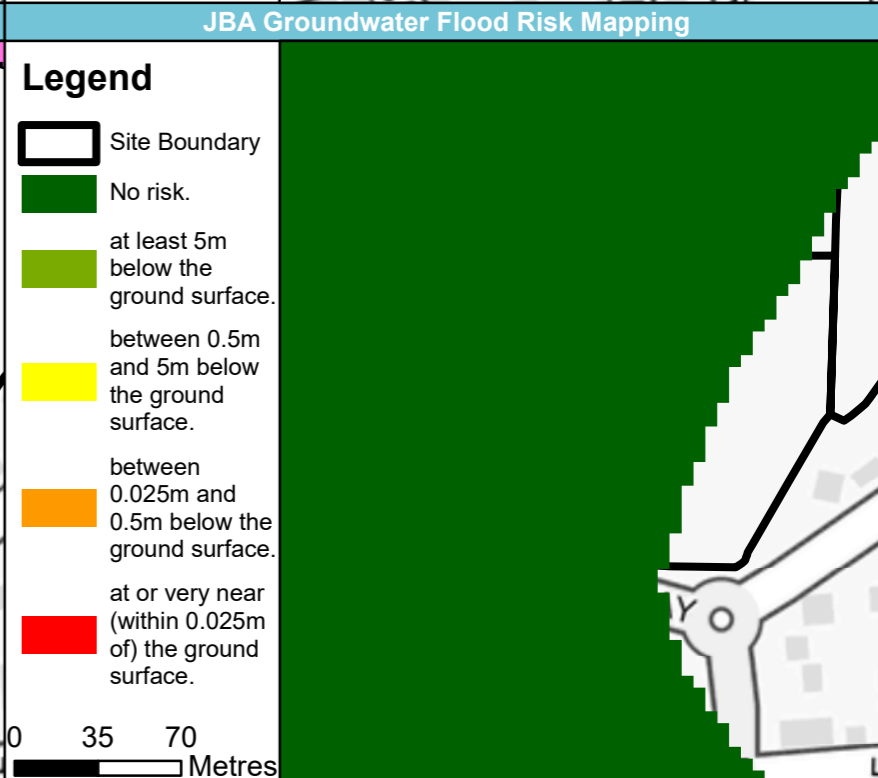 JBA Groundwater Flood Risk Mapping
Legend
Site Boundary
No risk.
at least 5m
below the
ground surface.
between 0.5m
and 5m below
the ground
surface.
between
0.025m and
0.5m below the
ground surface.
at or very near
(within 0.025m
of) the ground
surface.
0 35 70
Metres
Y